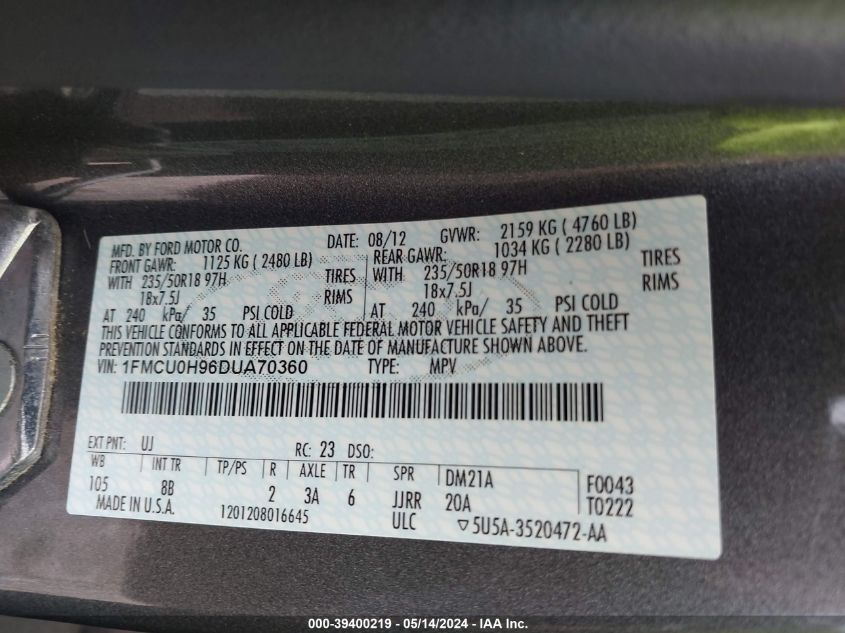 MFD. BY FORD MOTOR CO. DATE: 08/12 GVWR: 2159 KG ( 4760 LB)
FRONT GAWR: 1125 KG ( 2480 LB) REAR GAWR: 1034 KG ( 2280 LB)
WITH 235/50R18 97H TIRES WITH 235/50R18 97H TIRES
18x7.5J RIMS 18x7.5J RIMS
AT 240 kPa/ 35 PSI COLD AT 240 kPa/ 35 PSI COLD
THIS VEHICLE CONFORMS TO ALL APPLICABLE FEDERAL MOTOR VEHICLE SAFETY AND THEFT
PREVENTION STANDARDS IN EFFECT ON THE DATE OF MANUFACTURE SHOWN ABOVE.
VIN: 1FMCU0H96DUA70360 TYPE: MPV
EXT PNT: UJ RC: 23 DSO:
WB INT TR TP/PS R AXLE TR SPR DM21A F0043
105 8B 2 3A 6 JJRR 20A T0222
MADE IN U.S.A. 1201208016645 ULC ▽5U5A-3520472-AA
000-39400219 - 05/14/2024 - IAA Inc.